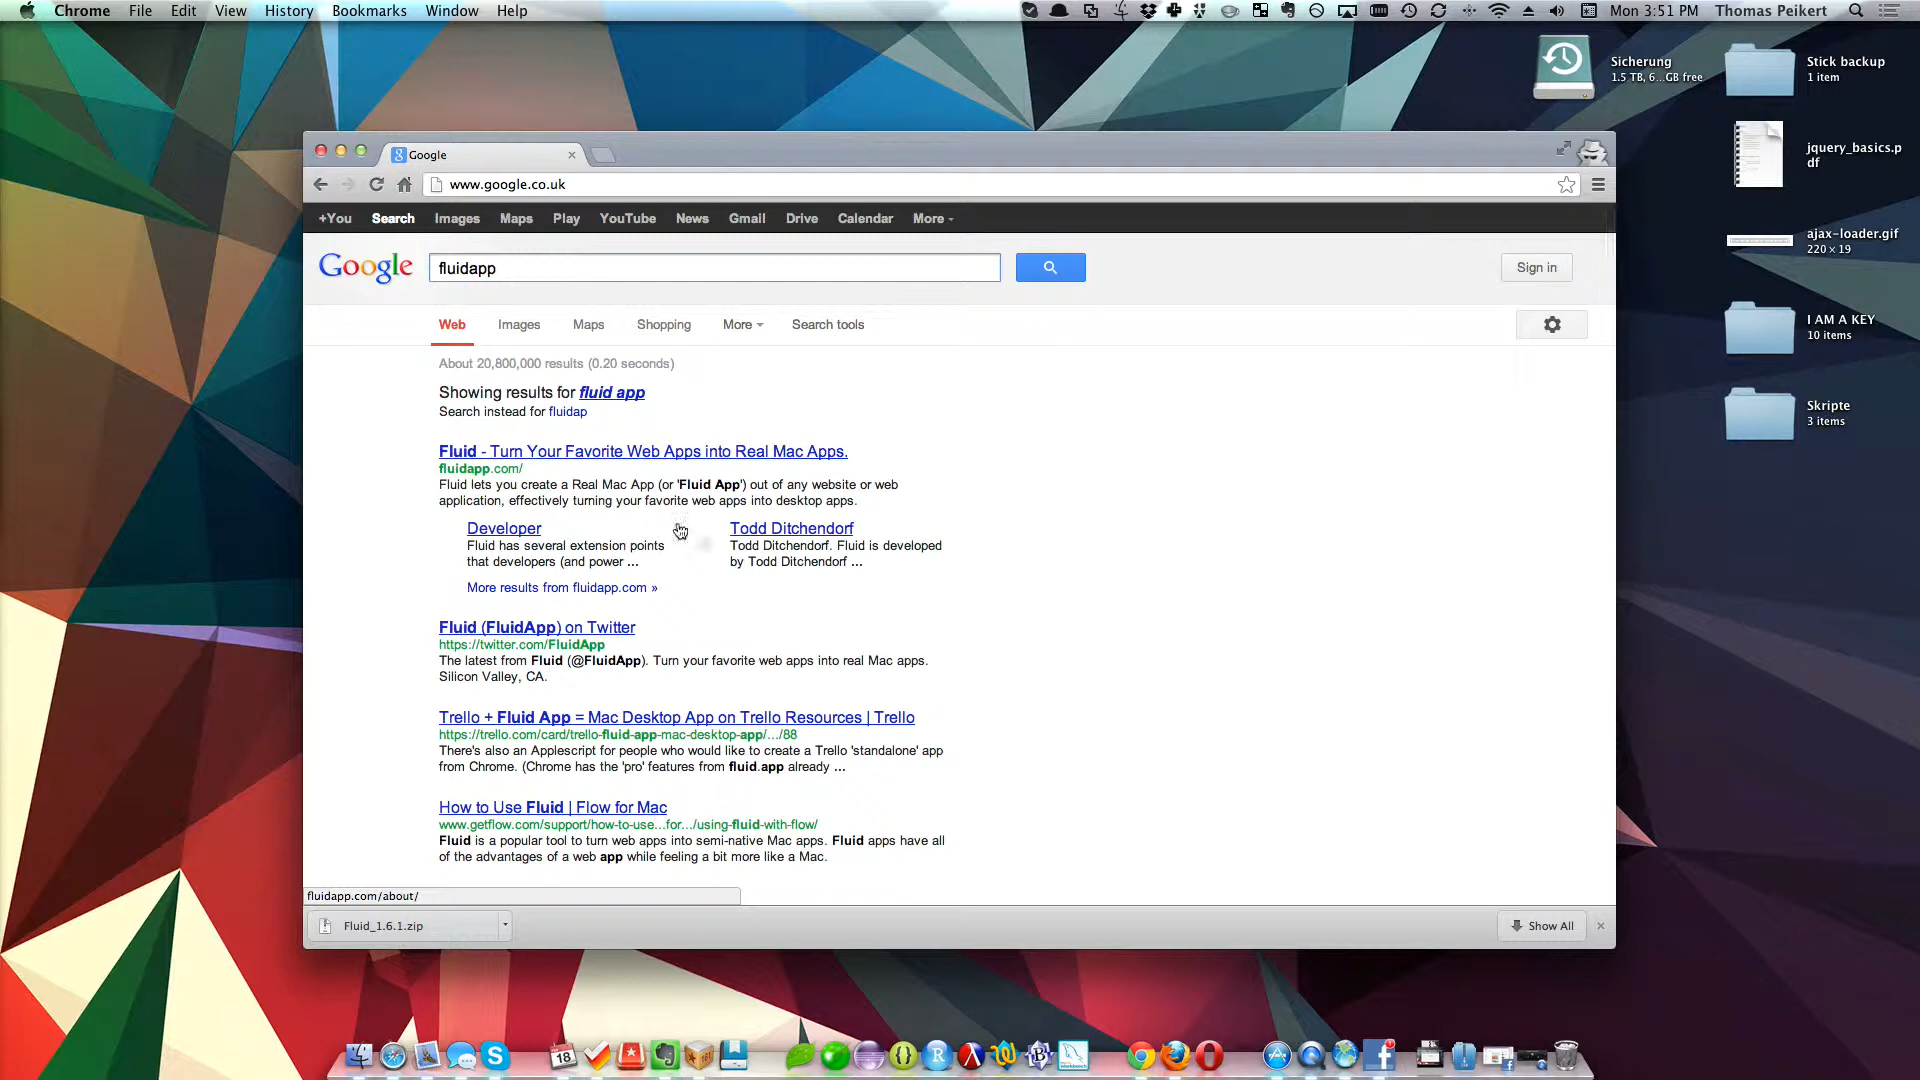 Chrome File Edit View History Bookmarks Window Help Mon 3:51 PM Thomas Peikert
Sicherung
1.5 TB, 6...GB free
Stick backup
1 item
jquery_basics.p
df
ajax-loader.gif
220 × 19
I AM A KEY
10 items
Skripte
3 items
Google
www.google.co.uk
+You Search Images Maps Play YouTube News Gmail Drive Calendar More
Google fluidapp Sign in
Web Images Maps Shopping More Search tools
About 20,800,000 results (0.20 seconds)
Showing results for fluid app
Search instead for fluidap
Fluid - Turn Your Favorite Web Apps into Real Mac Apps.
fluidapp.com/
Fluid lets you create a Real Mac App (or 'Fluid App') out of any website or web
application, effectively turning your favorite web apps into desktop apps.
Developer
Fluid has several extension points
that developers (and power ...
Todd Ditchendorf
Todd Ditchendorf. Fluid is developed
by Todd Ditchendorf ...
More results from fluidapp.com »
Fluid (FluidApp) on Twitter
https://twitter.com/FluidApp
The latest from Fluid (@FluidApp). Turn your favorite web apps into real Mac apps.
Silicon Valley, CA.
Trello + Fluid App = Mac Desktop App on Trello Resources | Trello
https://trello.com/card/trello-fluid-app-mac-desktop-app/.../88
There's also an Applescript for people who would like to create a Trello 'standalone' app
from Chrome. (Chrome has the 'pro' features from fluid.app already ...
How to Use Fluid | Flow for Mac
www.getflow.com/support/how-to-use...for.../using-fluid-with-flow/
Fluid is a popular tool to turn web apps into semi-native Mac apps. Fluid apps have all
of the advantages of a web app while feeling a bit more like a Mac.
fluidapp.com/about/
Fluid_1.6.1.zip Show All
18